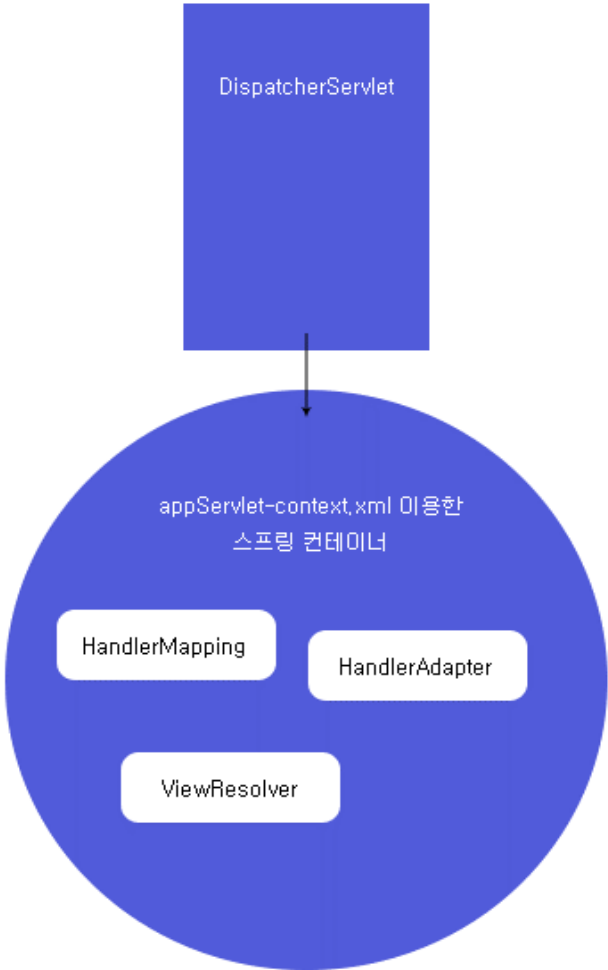 DispatcherServlet
appServlet-context.xml 이용한
스프링 컨테이너
HandlerMapping
HandlerAdapter
ViewResolver